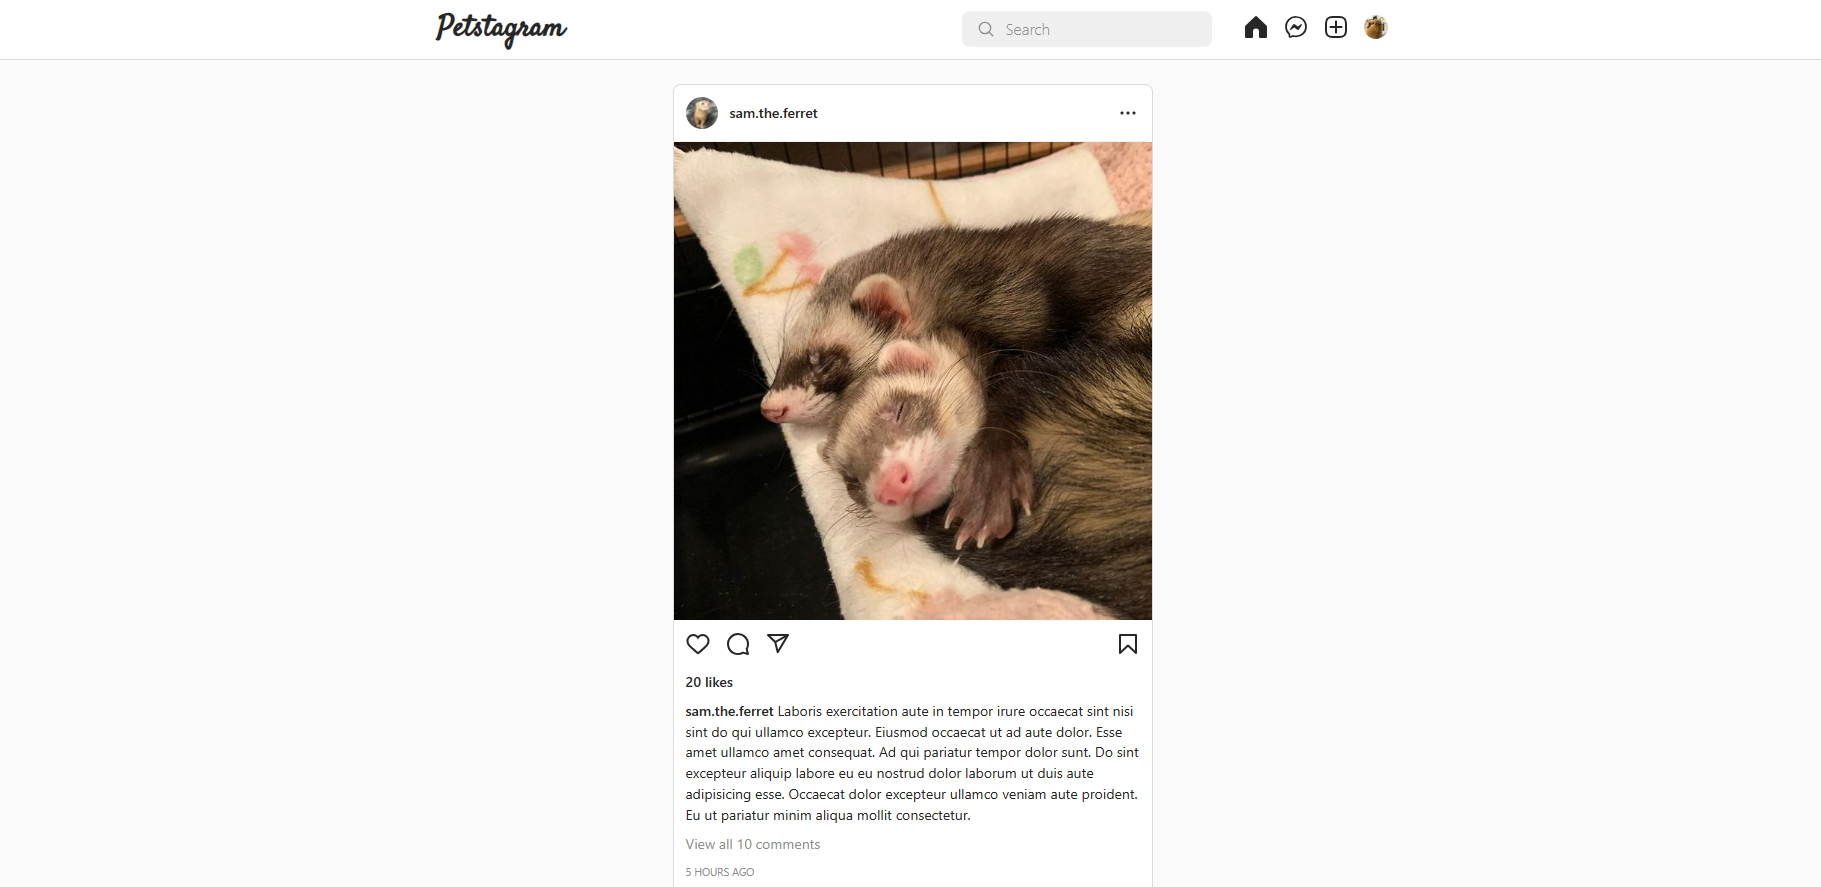 Petstagram
Search
sam.the.ferret
20 likes
sam.the.ferret Laboris exercitation aute in tempor irure occaecat sint nisi
sint do qui ullamco excepteur. Eiusmod occaecat ut ad aute dolor. Esse
amet ullamco amet consequat. Ad qui pariatur tempor dolor sunt. Do sint
excepteur aliquip labore eu eu nostrud dolor laborum ut duis aute
adipisicing esse. Occaecat dolor excepteur ullamco veniam aute proident.
Eu ut pariatur minim aliqua mollit consectetur.
View all 10 comments
5 HOURS AGO